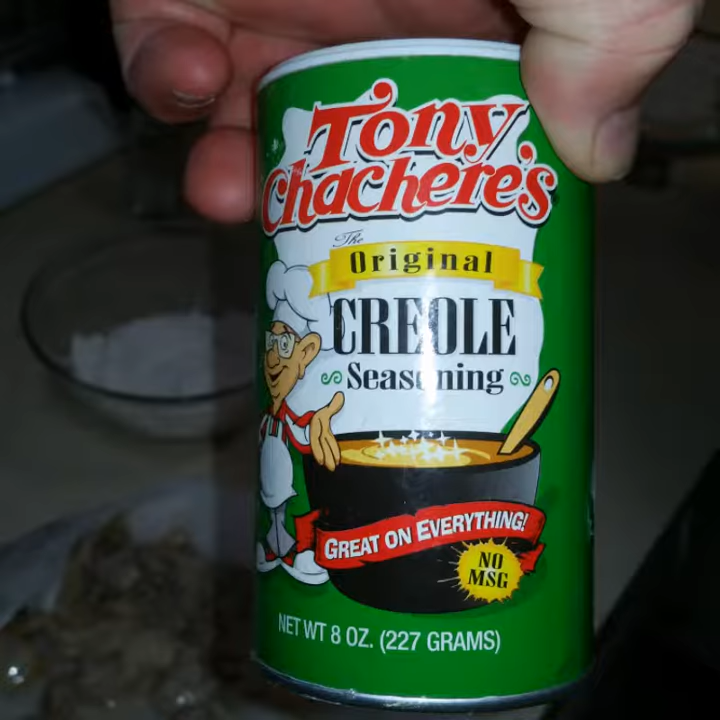 Tony
Chachere's
The
Original
CREOLE
Seasoning
GREAT ON EVERYTHING!
NO
MSG
NET WT 8 OZ. (227 GRAMS)